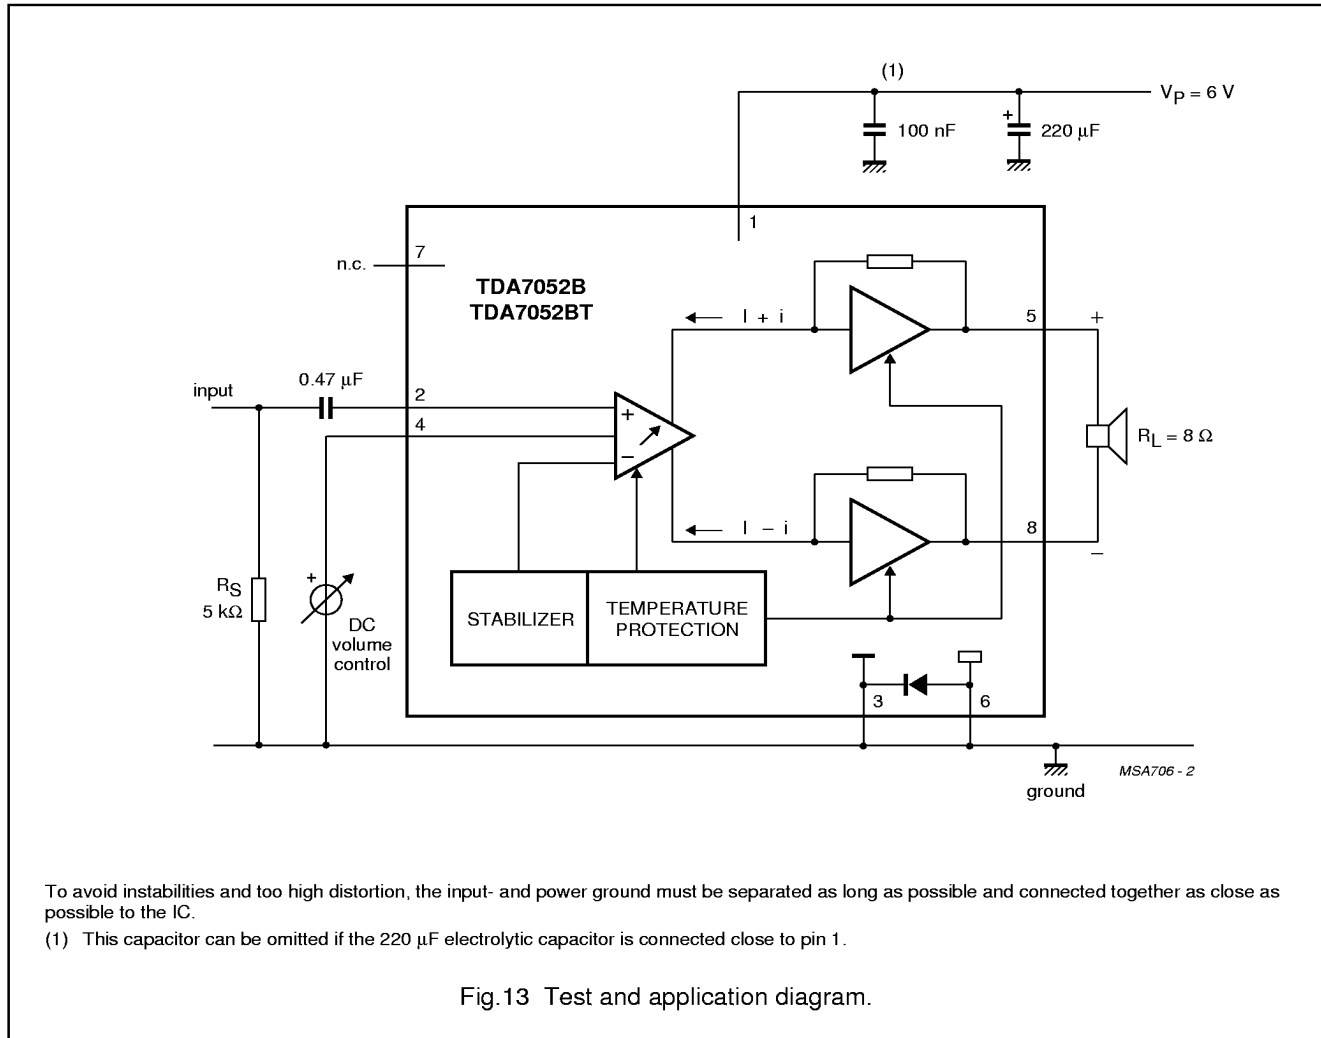 (1)
V_P = 6 V
100 nF
+
220 μF
1
7
n.c.
TDA7052B
TDA7052BT
I + i
5
+
0.47 μF
input
2
+
4
R_L = 8 Ω
−
I − i
8
−
R_S
5 kΩ
+
DC
volume
control
STABILIZER
TEMPERATURE
PROTECTION
3
6
MSA706 - 2
ground
To avoid instabilities and too high distortion, the input- and power ground must be separated as long as possible and connected together as close as
possible to the IC.
(1) This capacitor can be omitted if the 220 μF electrolytic capacitor is connected close to pin 1.
Fig.13 Test and application diagram.